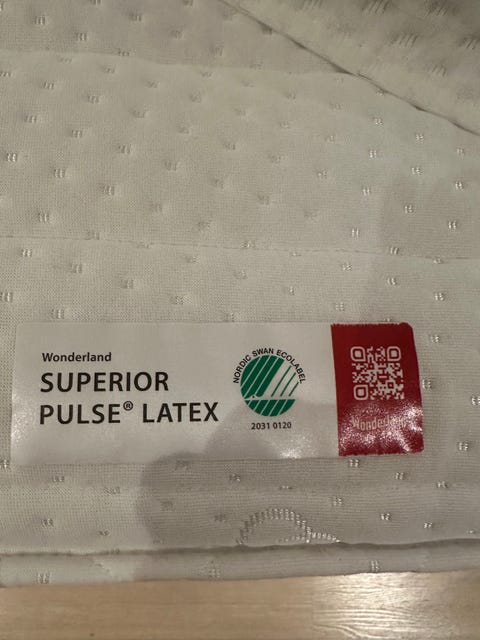 Wonderland
SUPERIOR
PULSE® LATEX
NORDIC SWAN ECOLABEL
2031 0120
Wonderland